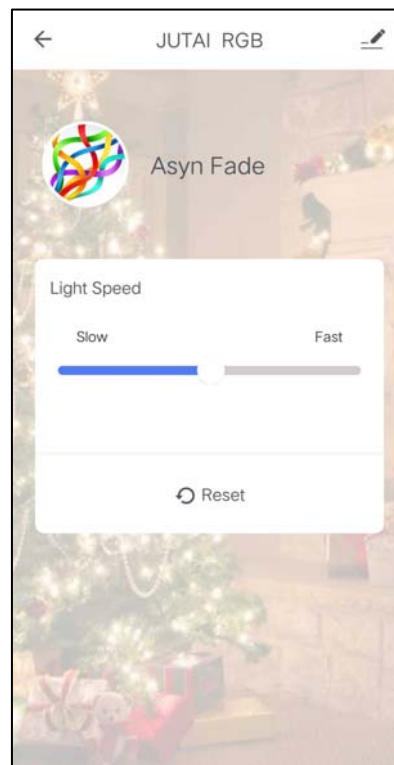 JUTAI RGB
Asyn Fade
Light Speed
Slow Fast
Reset